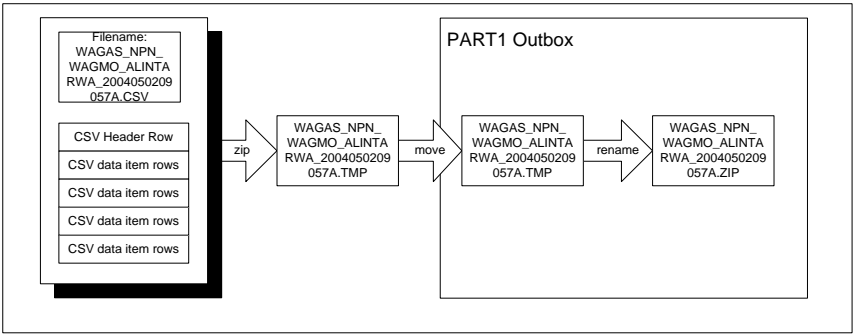 Filename:
WAGAS_NPN_
WAGMO_ALINTA
RWA_2004050209
057A.CSV
CSV Header Row
CSV data item rows
CSV data item rows
CSV data item rows
CSV data item rows
zip
WAGAS_NPN_
WAGMO_ALINTA
RWA_2004050209
057A.TMP
move
PART1 Outbox
WAGAS_NPN_
WAGMO_ALINTA
RWA_2004050209
057A.TMP
rename
WAGAS_NPN_
WAGMO_ALINTA
RWA_2004050209
057A.ZIP